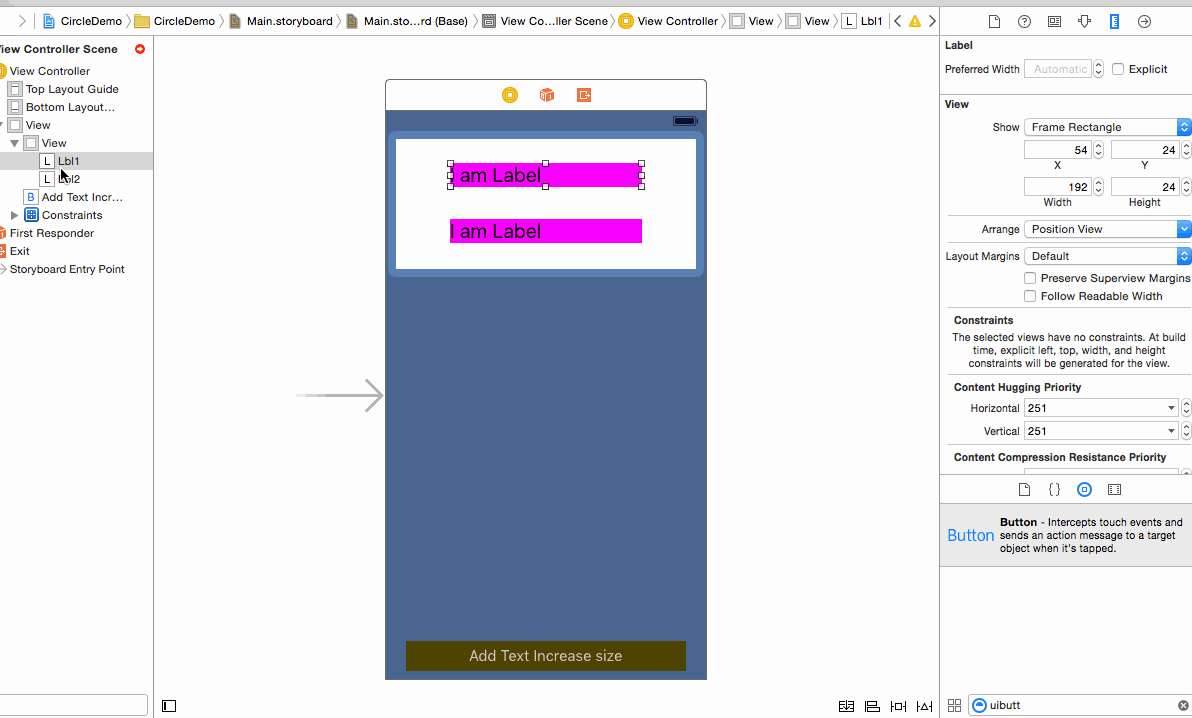 CircleDemo CircleDemo Main.storyboard Main.sto...rd (Base) View Co...ller Scene View Controller View View L Lbl1
View Controller Scene
View Controller
Top Layout Guide
Bottom Layout...
View
View
L Lbl1
L Lbl2
B Add Text Incr...
Constraints
First Responder
Exit
Storyboard Entry Point
I am Label
I am Label
Add Text Increase size
Label
Preferred Width Automatic Explicit
View
Show Frame Rectangle
54 24
X Y
192 24
Width Height
Arrange Position View
Layout Margins Default
Preserve Superview Margins
Follow Readable Width
Constraints
The selected views have no constraints. At build
time, explicit left, top, width, and height
constraints will be generated for the view.
Content Hugging Priority
Horizontal 251
Vertical 251
Content Compression Resistance Priority
Button
Button - Intercepts touch events and
sends an action message to a target
object when it's tapped.
uibutt